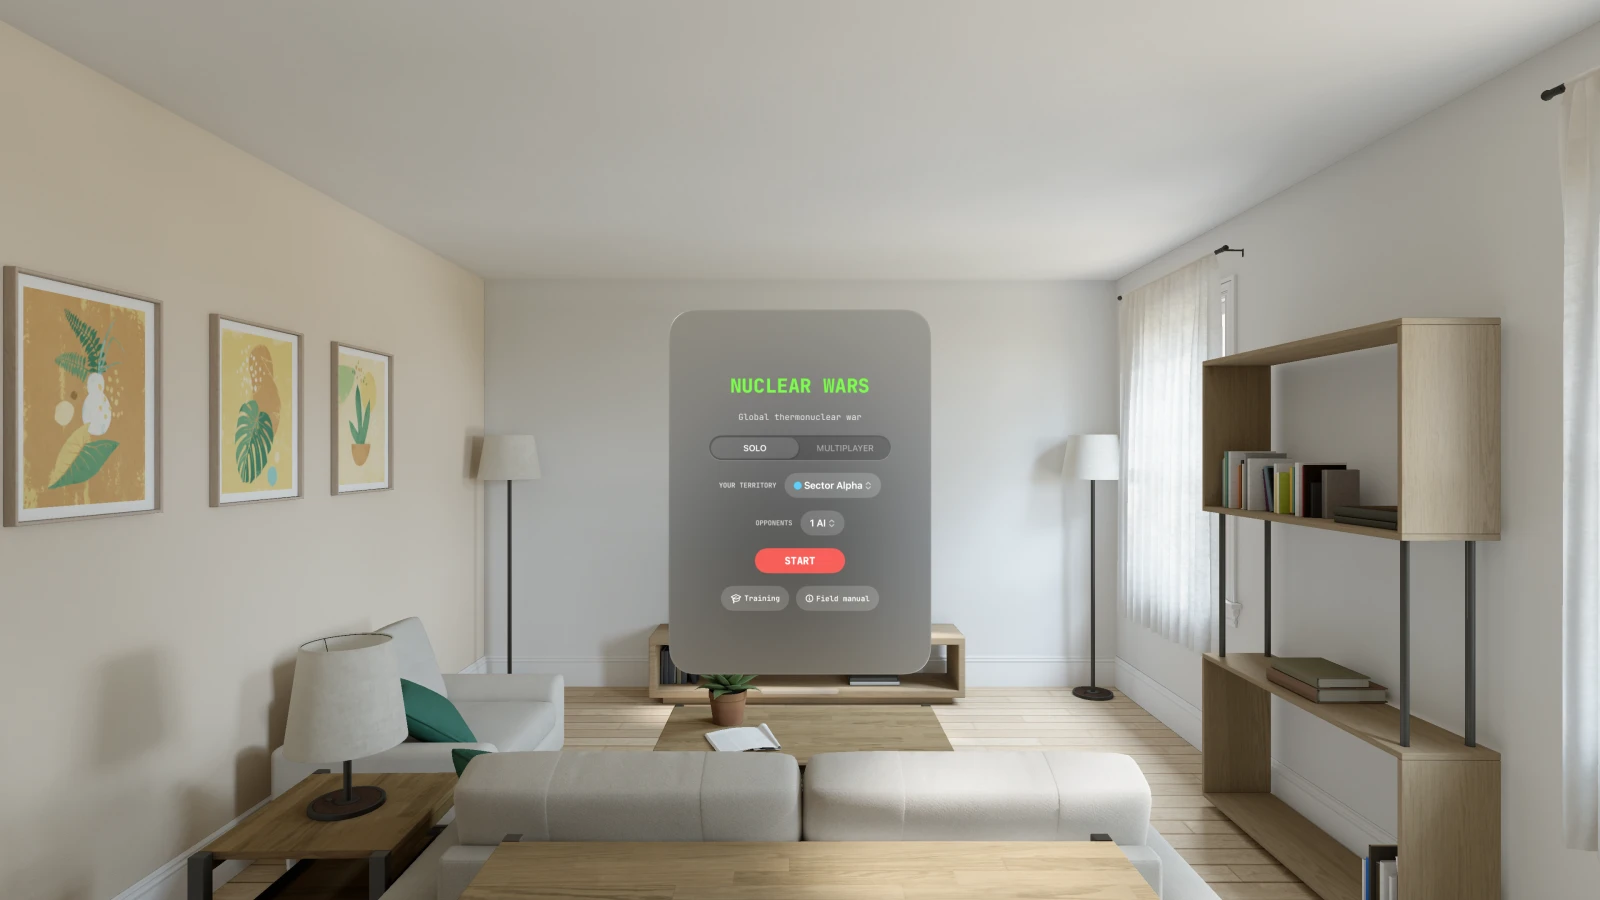 NUCLEAR WARS
Global thermonuclear war
SOLO MULTIPLAYER
YOUR TERRITORY Sector Alpha
OPPONENTS 1 AI
START
Training Field manual